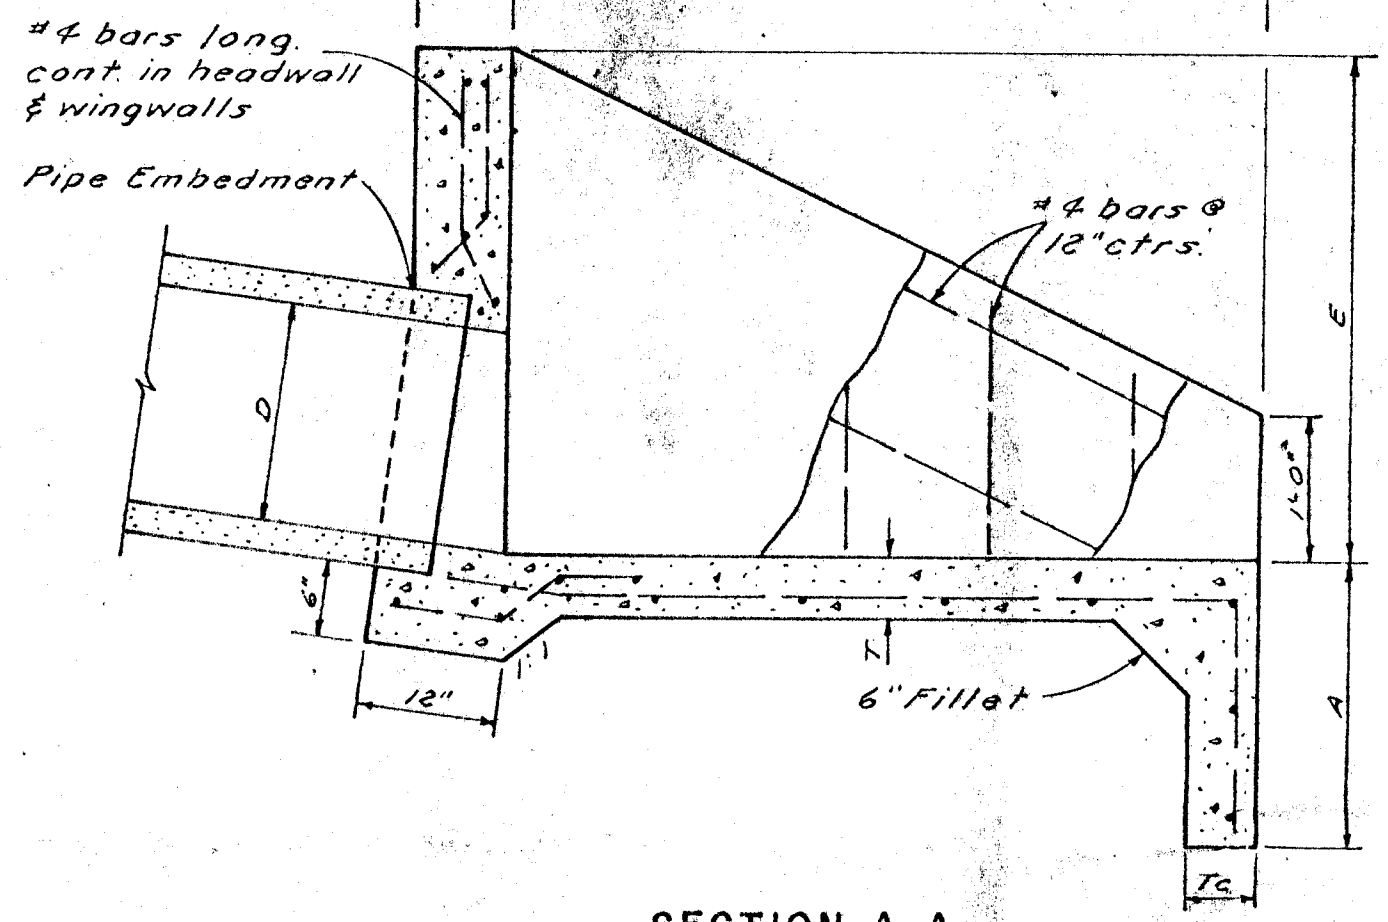 #4 bars long.
cont. in headwall
& wingwalls
Pipe Embedment
#4 bars @
12" ctrs.
E
D
1'-0"
6"
T
12"
6" Fillet
A
Tc
SECTION A-A